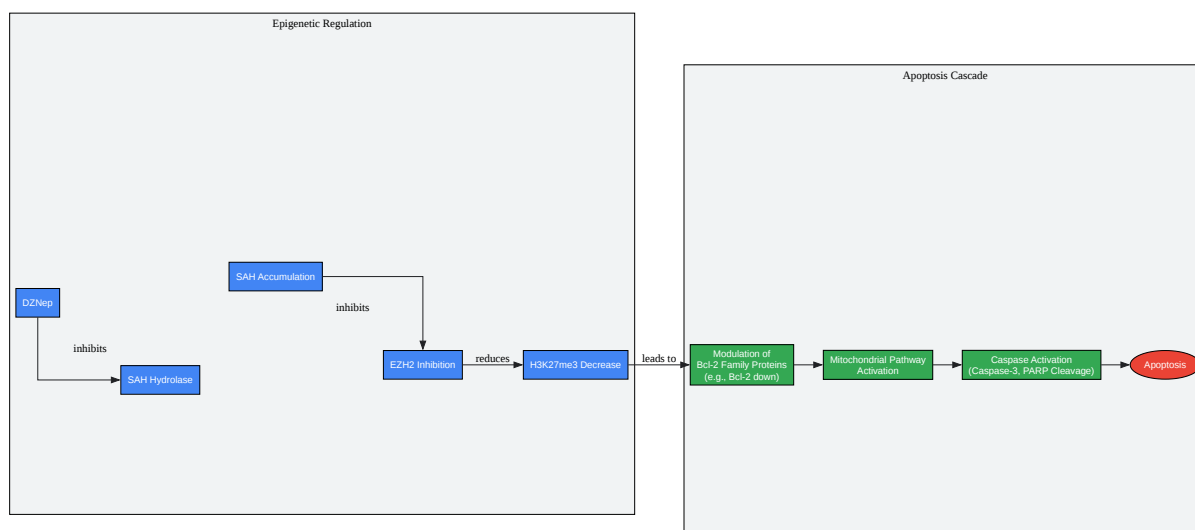 Epigenetic Regulation
Apoptosis Cascade
SAH Accumulation
DZNep
inhibits
inhibits
SAH Hydrolase
EZH2 Inhibition
reduces
H3K27me3 Decrease
leads to
Modulation of
Bcl-2 Family Proteins
(e.g., Bcl-2 down)
Mitochondrial Pathway
Activation
Caspase Activation
(Caspase-3, PARP Cleavage)
Apoptosis